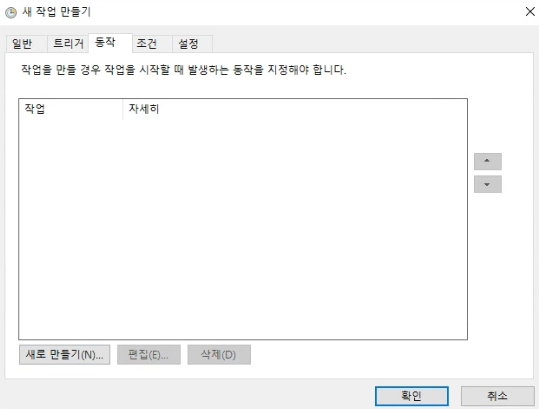 새 작업 만들기
일반 트리거 동작 조건 설정
작업을 만들 경우 작업을 시작할 때 발생하는 동작을 지정해야 합니다.
작업 자세히
새로 만들기(N)... 편집(E)... 삭제(D)
확인 취소